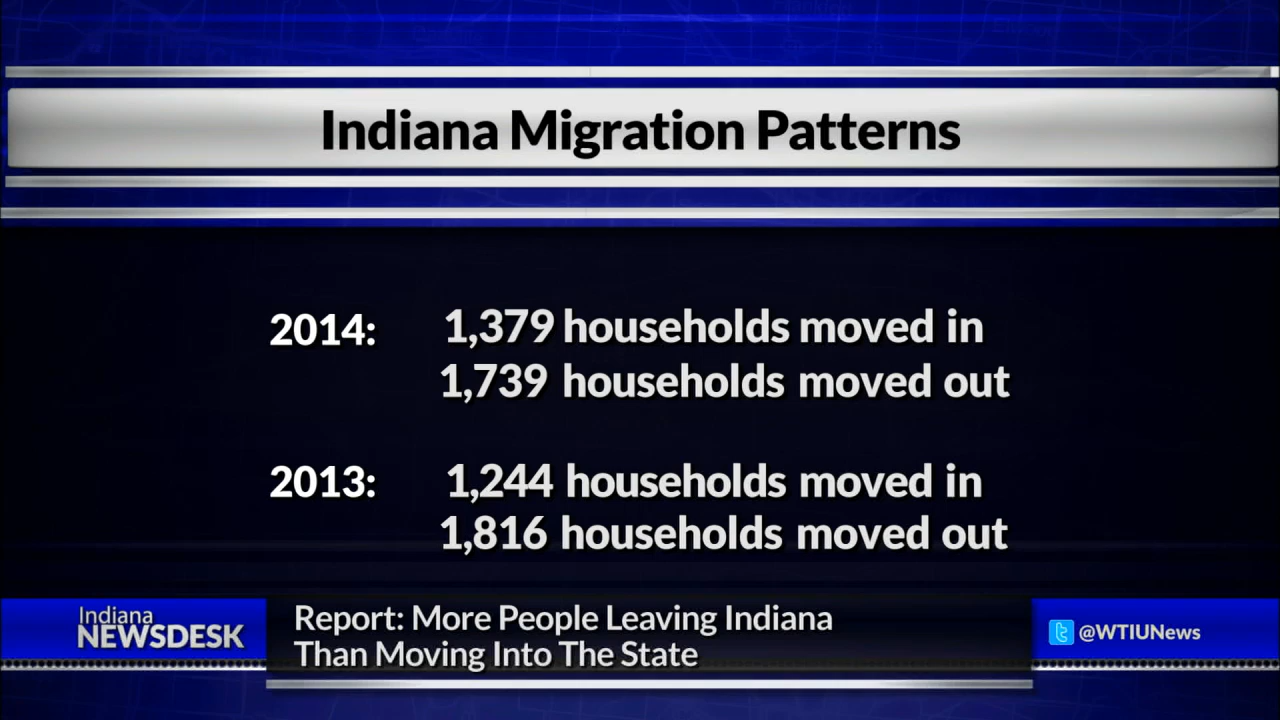 Indiana Migration Patterns
2014: 1,379 households moved in
1,739 households moved out
2013: 1,244 households moved in
1,816 households moved out
Indiana
NEWSDESK
Report: More People Leaving Indiana
Than Moving Into The State
@WTIUNews